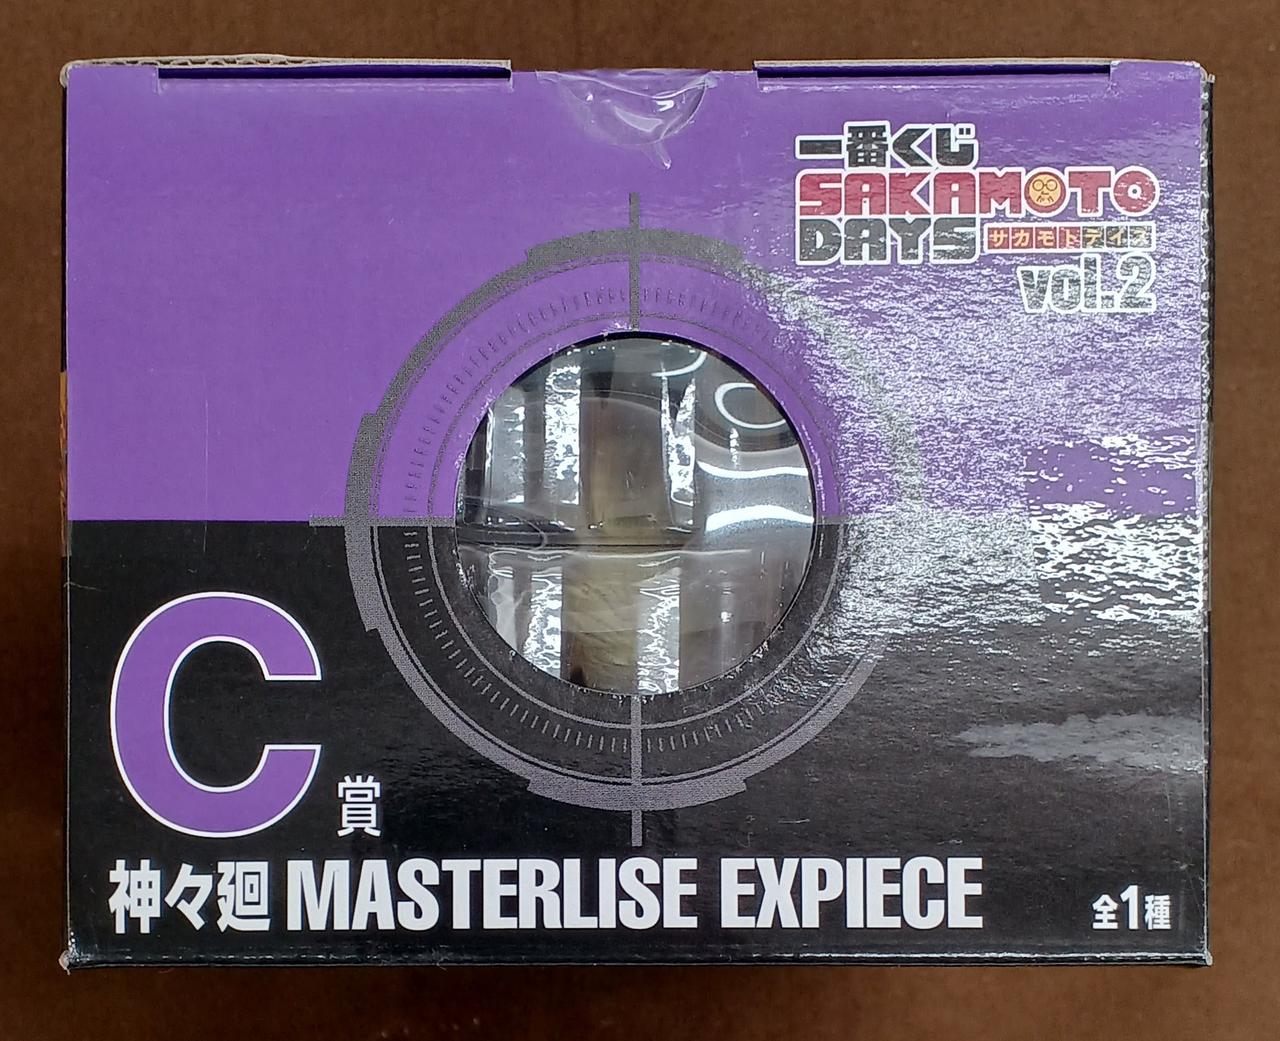 一番くじ
SAKAMOTO
DAYS サカモトデイズ
vol.2
C賞
神々廻 MASTERLISE EXPIECE
全1種